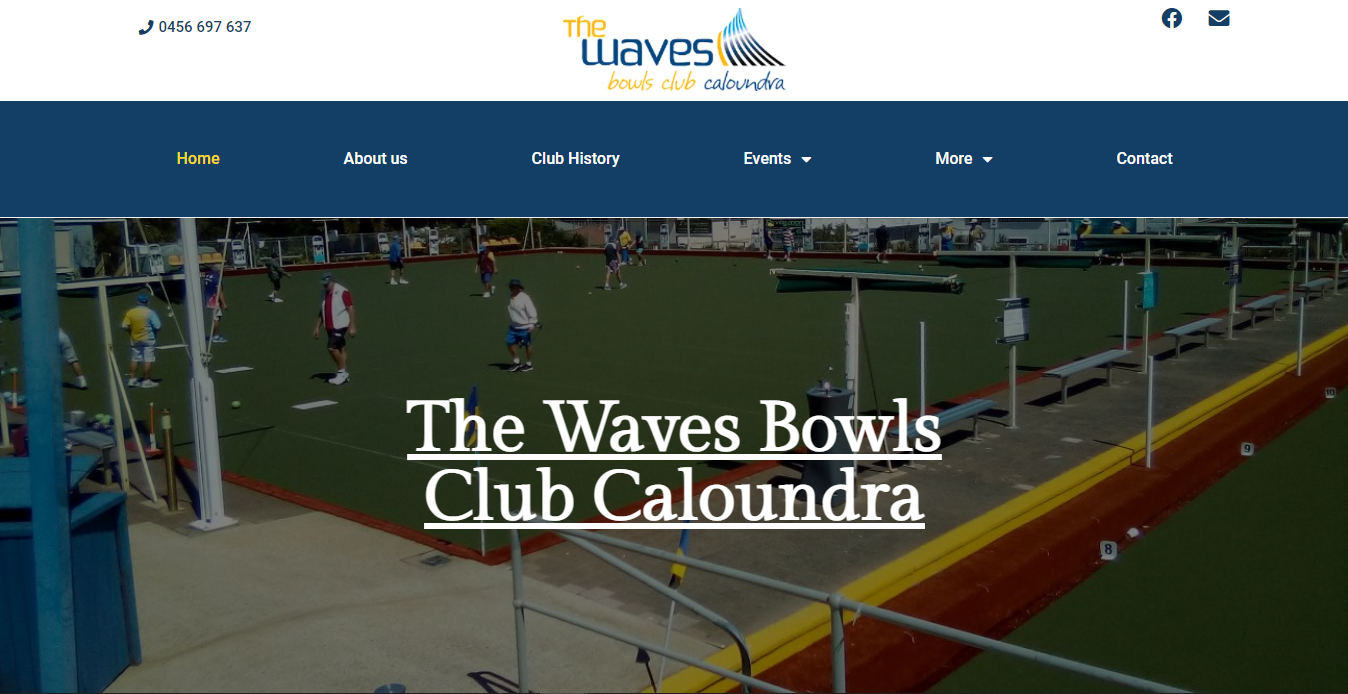 0456 697 637
The
waves
bowls club caloundra
Home
About us
Club History
Events
More
Contact
The Waves Bowls
Club Caloundra
9
8